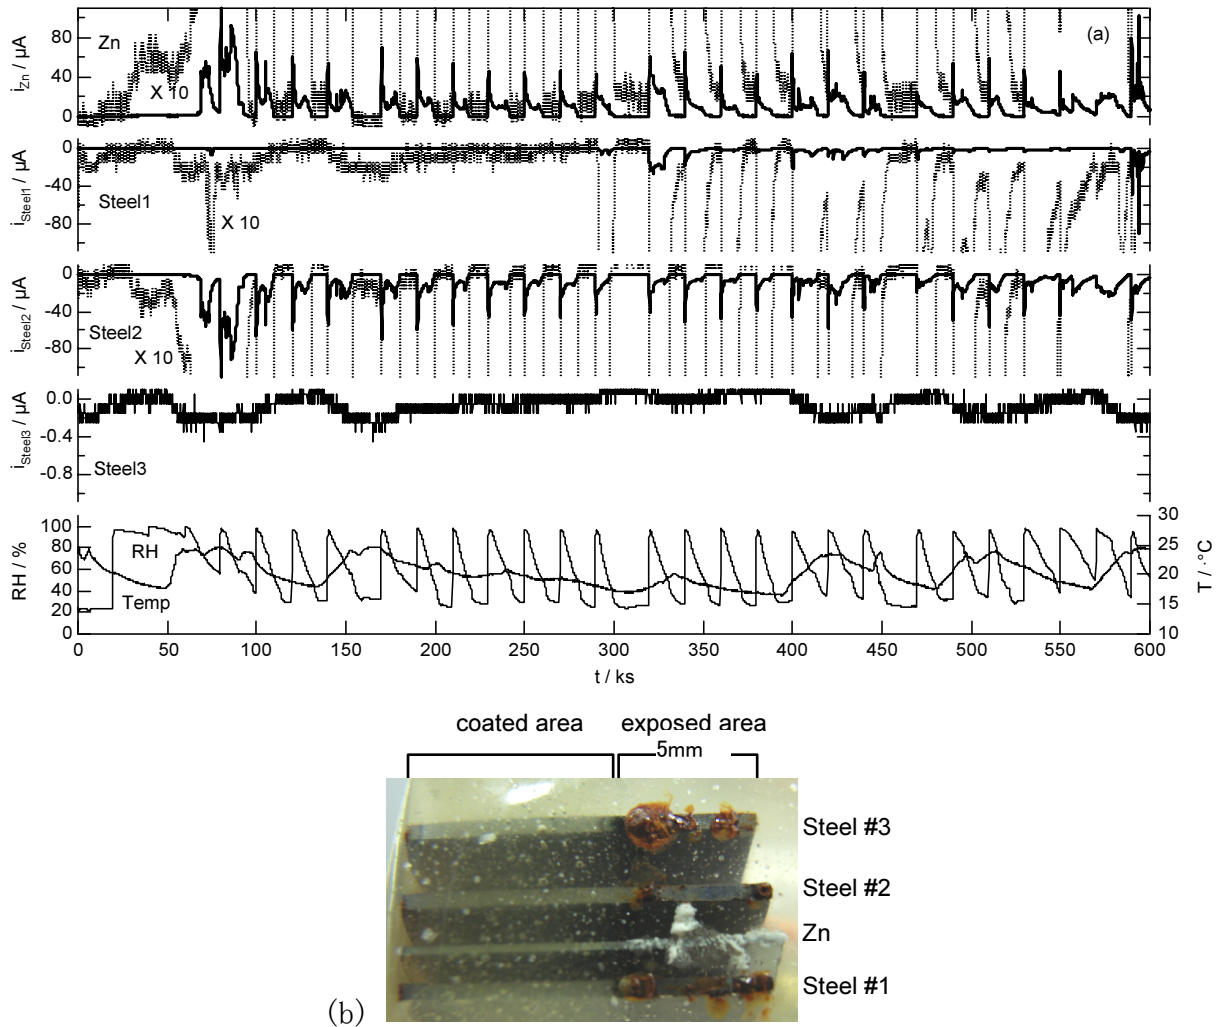 (a)
i_Zn / µA
80
40
0
Zn
X 10
i_Steel1 / µA
0
-40
-80
Steel1
X 10
i_Steel2 / µA
0
-40
-80
Steel2
X 10
i_Steel3 / µA
0.0
-0.4
-0.8
Steel3
RH / %
100
80
60
40
20
0
RH
Temp
30
25
20
15
10
T / ·°C
0 50 100 150 200 250 300 350 400 450 500 550 600
t / ks
coated area exposed area
5mm
Steel #3
Steel #2
Zn
Steel #1
(b)